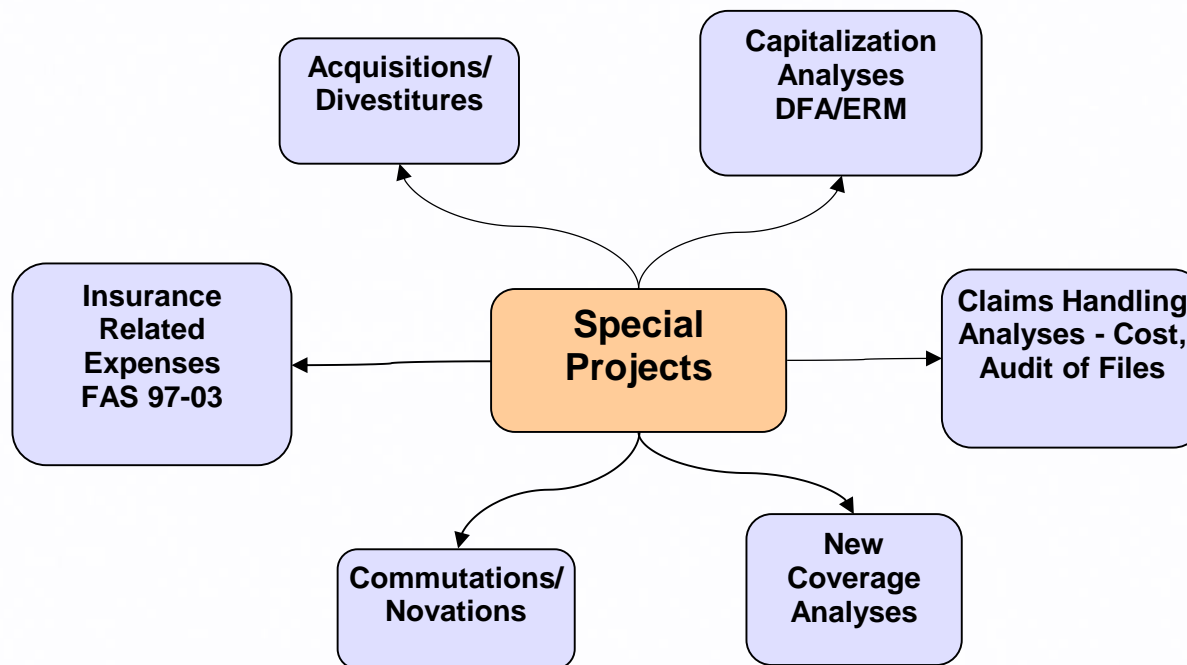 Acquisitions/
Divestitures
Capitalization
Analyses
DFA/ERM
Insurance
Related
Expenses
FAS 97-03
Special
Projects
Claims Handling
Analyses - Cost,
Audit of Files
Commutations/
Novations
New
Coverage
Analyses